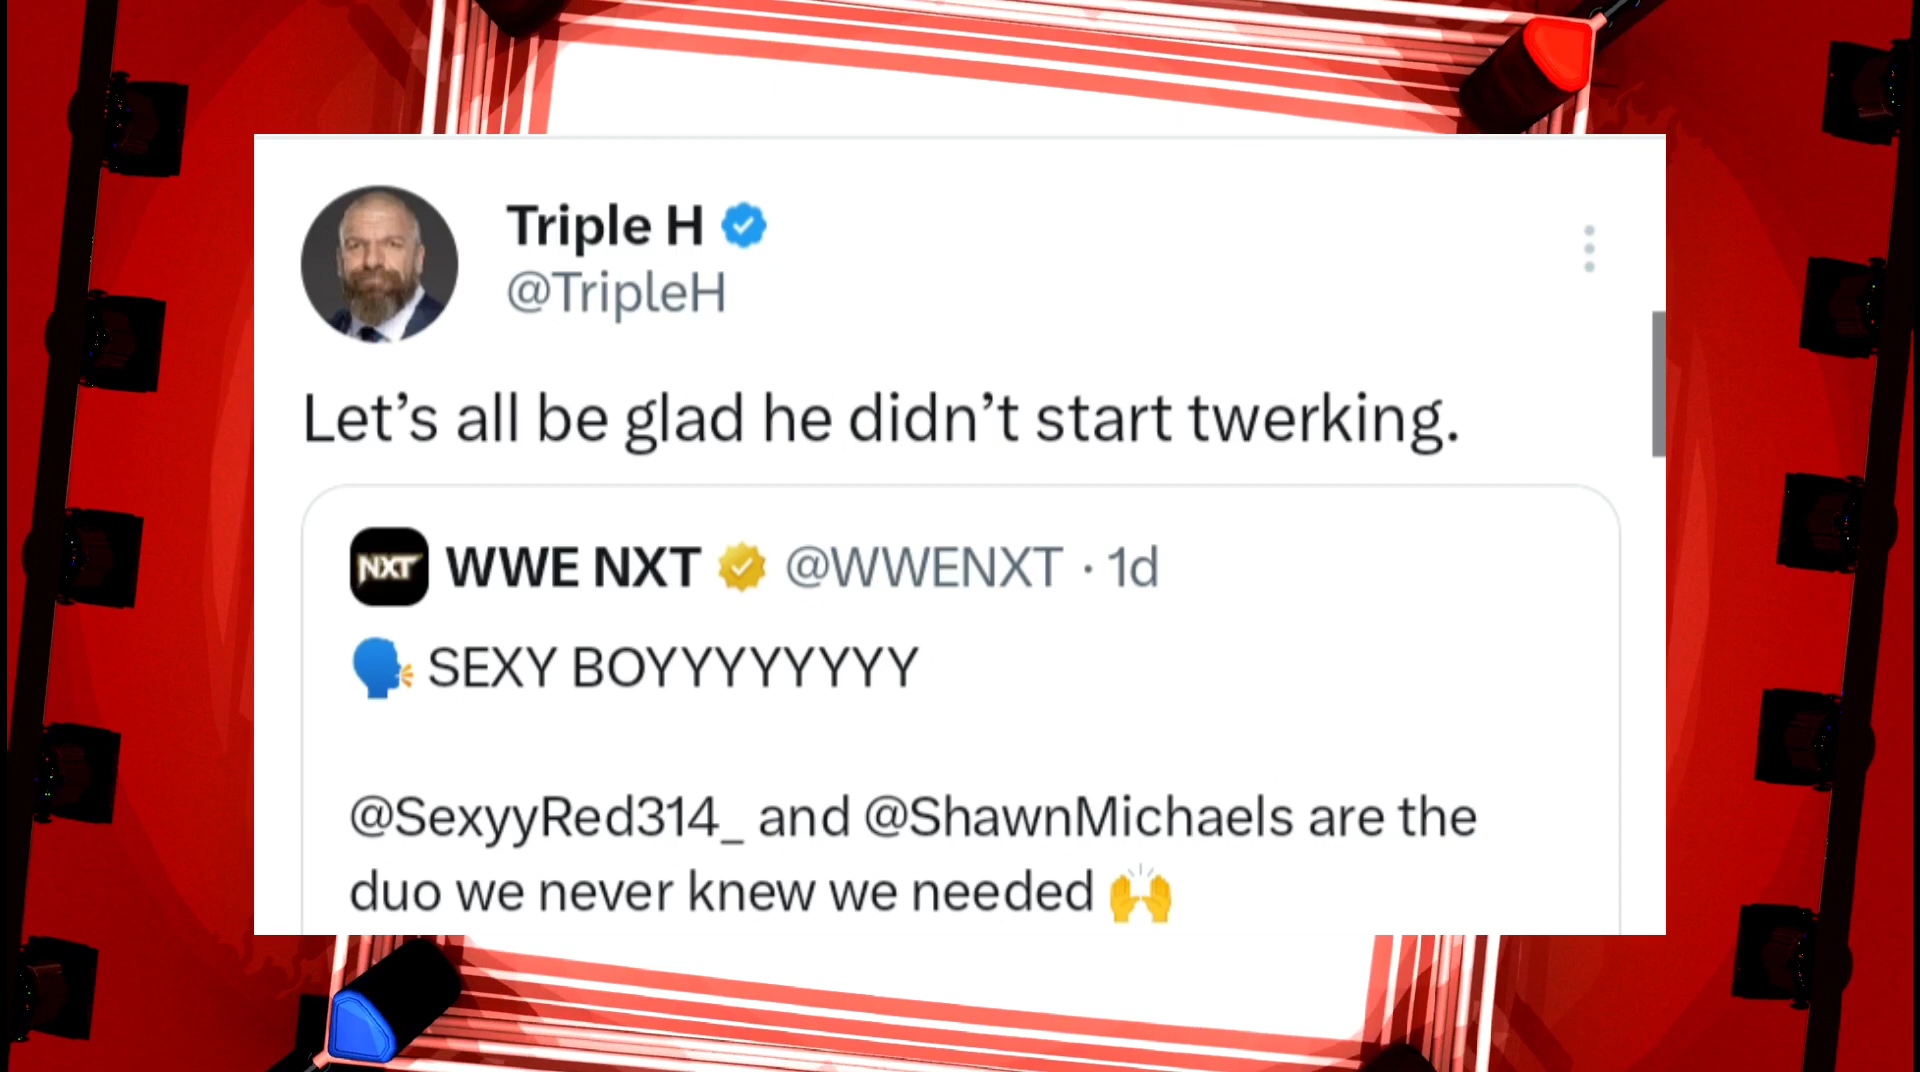 Triple H
@TripleH
Let’s all be glad he didn’t start twerking.
NXT WWE NXT @WWENXT · 1d
🗣️ SEXY BOYYYYYYYY
@SexyyRed314_ and @ShawnMichaels are the
duo we never knew we needed 🙌